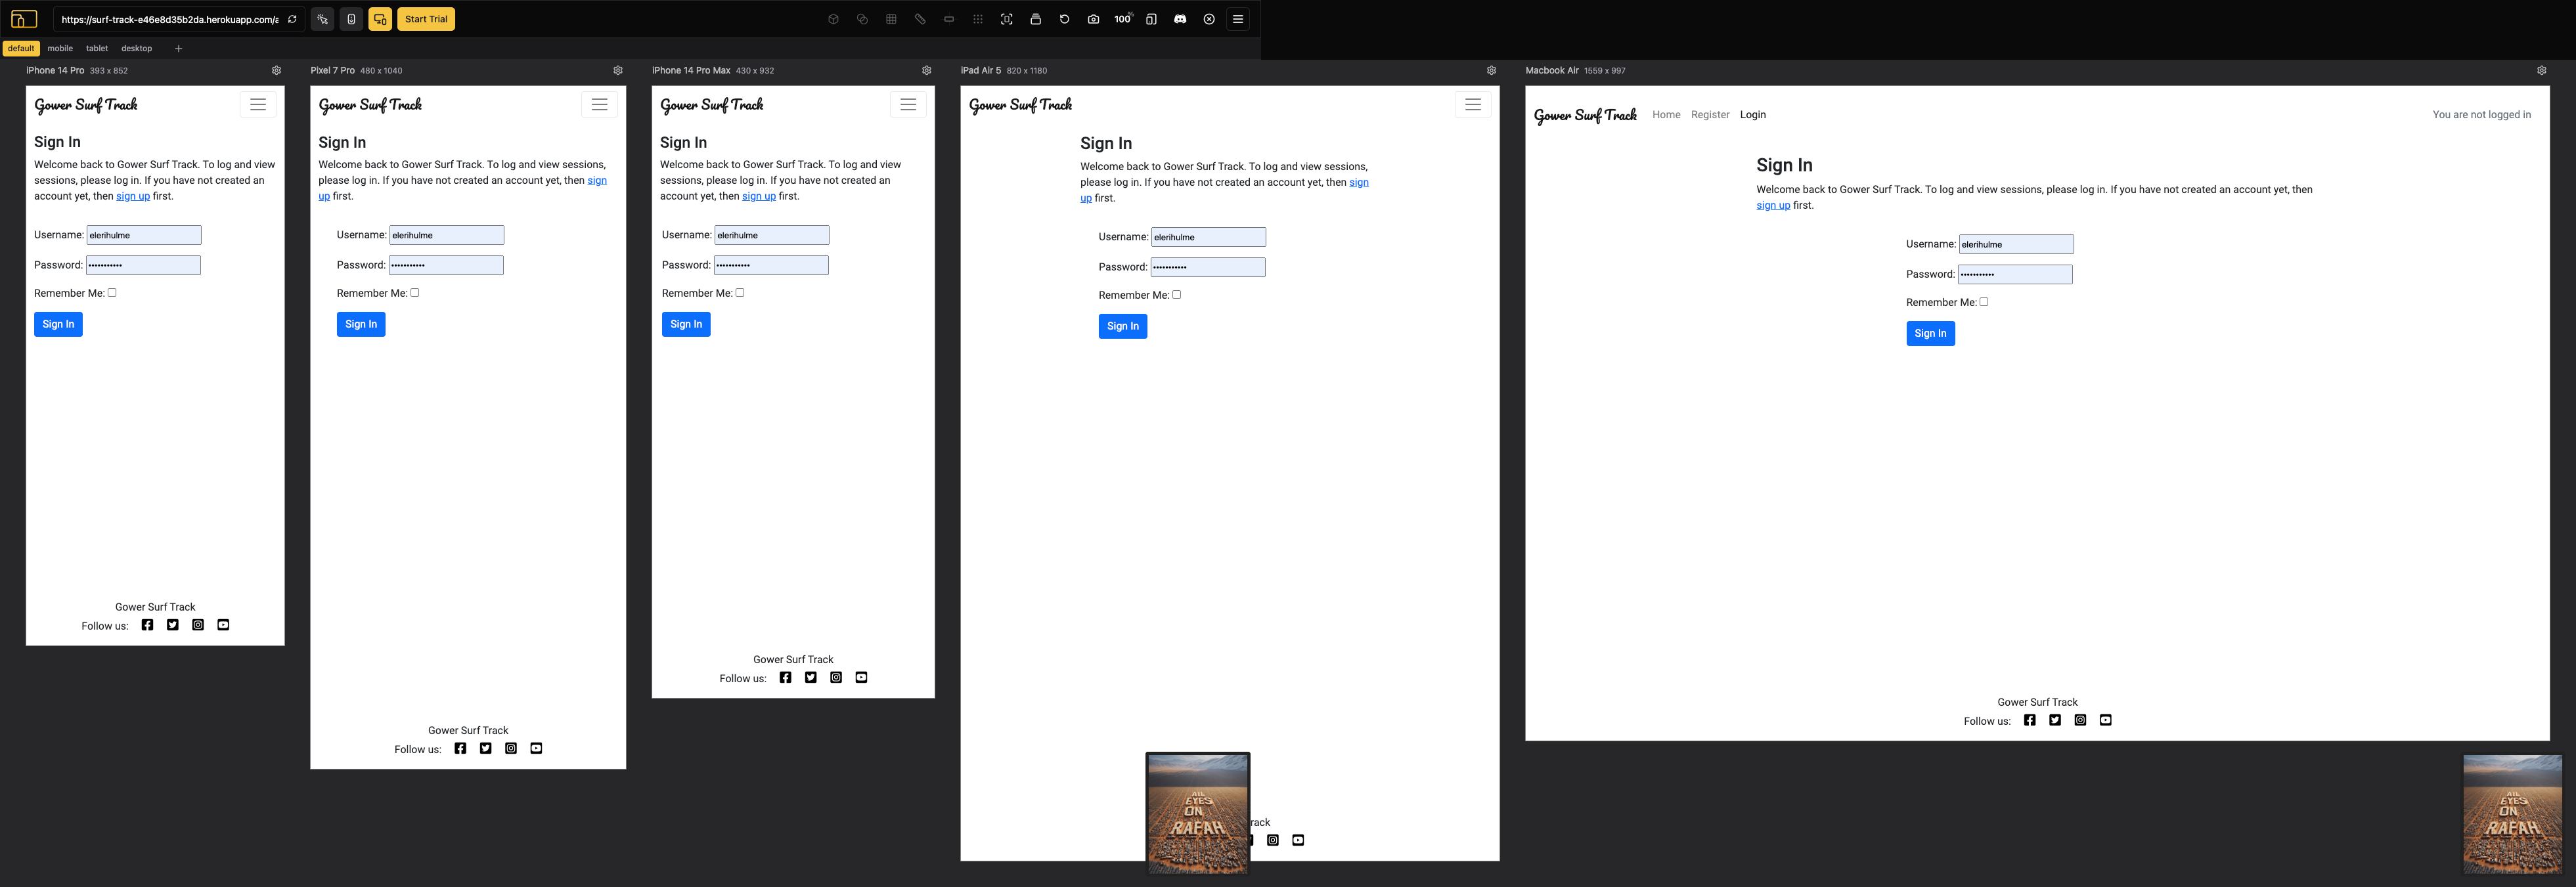 https://surf-track-e46e8d35b2da.herokuapp.com/a
Start Trial
100%
default mobile tablet desktop +
iPhone 14 Pro 393 x 852
Gower Surf Track
Sign In
Welcome back to Gower Surf Track. To log and view
sessions, please log in. If you have not created an
account yet, then sign up first.
Username: elerihulme
Password: •••••••••••
Remember Me:
Sign In
Gower Surf Track
Follow us:
Pixel 7 Pro 480 x 1040
Gower Surf Track
Sign In
Welcome back to Gower Surf Track. To log and view sessions,
please log in. If you have not created an account yet, then sign
up first.
Username: elerihulme
Password: •••••••••••
Remember Me:
Sign In
Gower Surf Track
Follow us:
iPhone 14 Pro Max 430 x 932
Gower Surf Track
Sign In
Welcome back to Gower Surf Track. To log and view
sessions, please log in. If you have not created an
account yet, then sign up first.
Username: elerihulme
Password: •••••••••••
Remember Me:
Sign In
Gower Surf Track
Follow us:
iPad Air 5 820 x 1180
Gower Surf Track
Sign In
Welcome back to Gower Surf Track. To log and view sessions,
please log in. If you have not created an account yet, then sign
up first.
Username: elerihulme
Password: •••••••••••
Remember Me:
Sign In
rack
ALL
EYES
ON
RAFAH
Macbook Air 1559 x 997
Gower Surf Track Home Register Login You are not logged in
Sign In
Welcome back to Gower Surf Track. To log and view sessions, please log in. If you have not created an account yet, then
sign up first.
Username: elerihulme
Password: •••••••••••
Remember Me:
Sign In
Gower Surf Track
Follow us:
ALL
EYES
ON
RAFAH